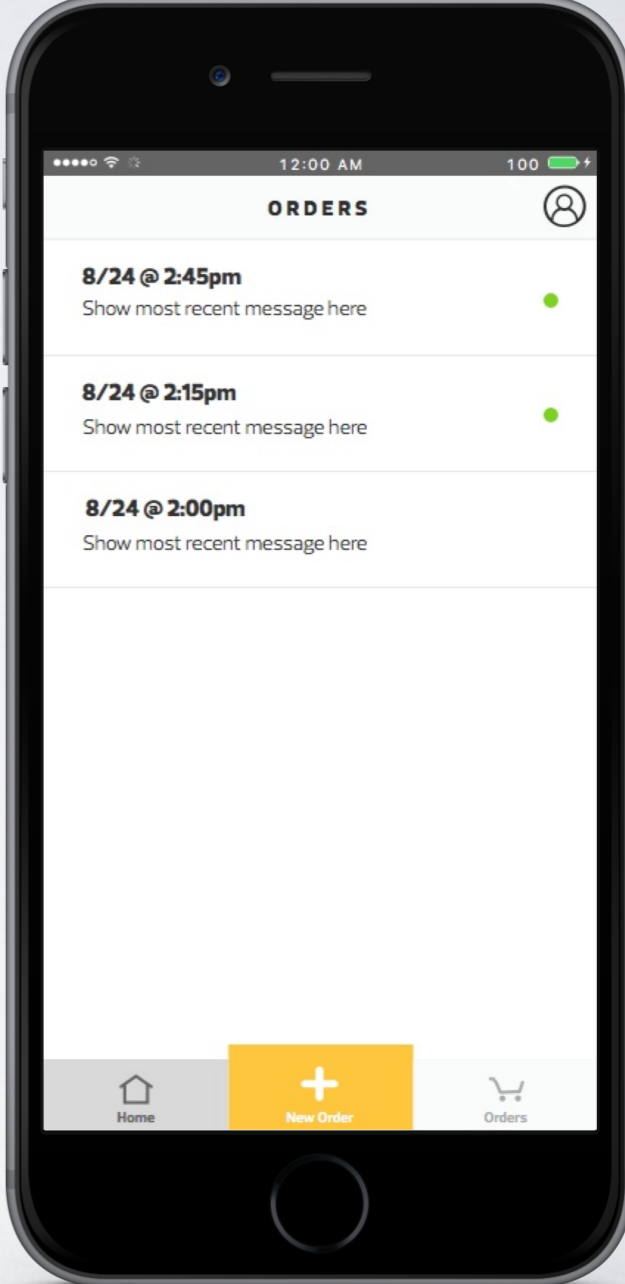 12:00 AM
100
ORDERS
8/24 @ 2:45pm
Show most recent message here
8/24 @ 2:15pm
Show most recent message here
8/24 @ 2:00pm
Show most recent message here
Home
New Order
Orders